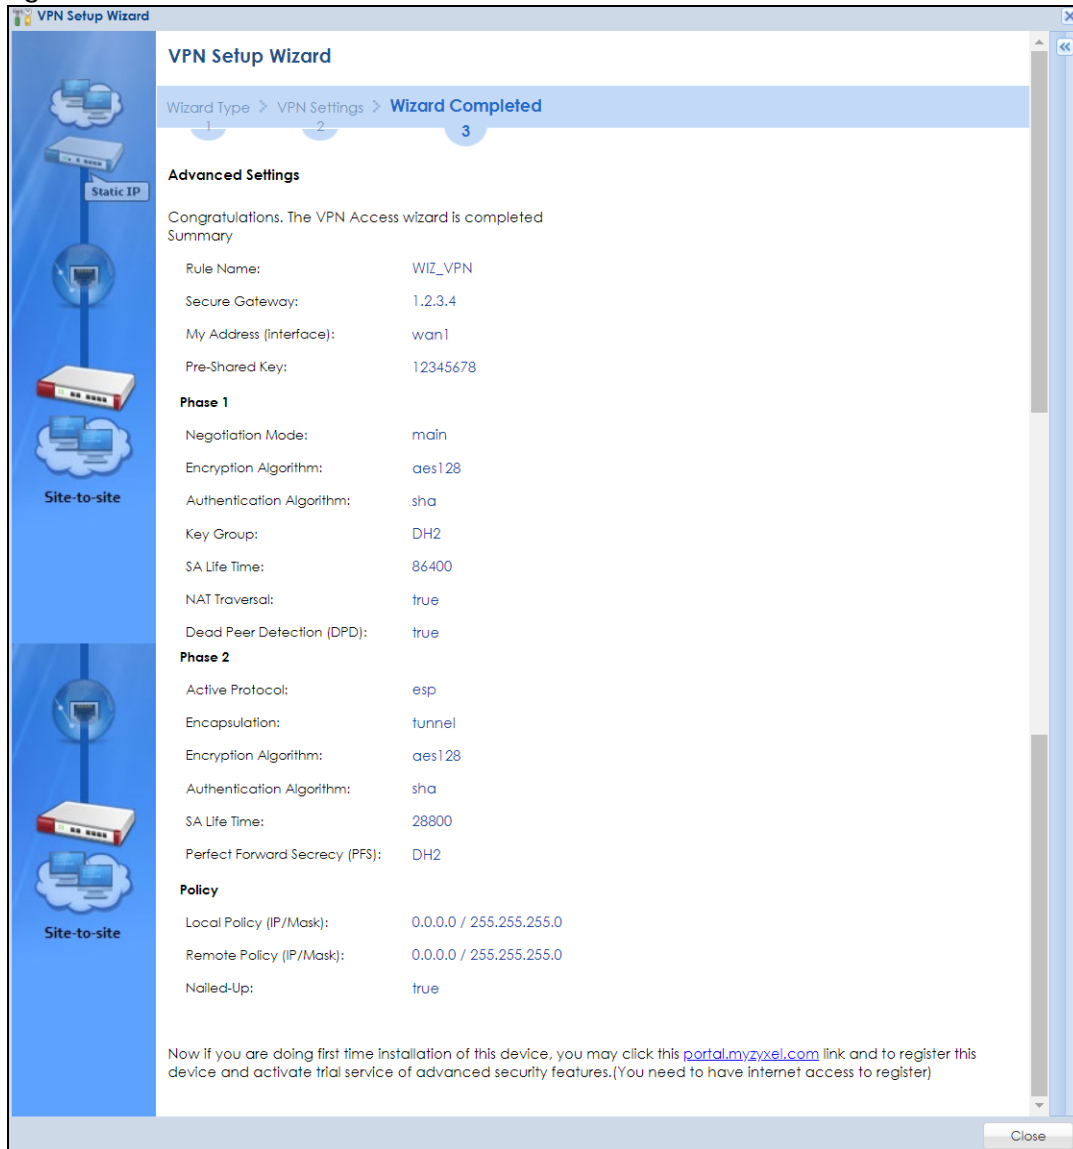 VPN Setup Wizard
VPN Setup Wizard
Wizard Type > VPN Settings > Wizard Completed
1 2 3
Static IP
Site-to-site
Site-to-site
Advanced Settings
Congratulations. The VPN Access wizard is completed
Summary
Rule Name: WIZ_VPN
Secure Gateway: 1.2.3.4
My Address (interface): wan1
Pre-Shared Key: 12345678
Phase 1
Negotiation Mode: main
Encryption Algorithm: aes128
Authentication Algorithm: sha
Key Group: DH2
SA Life Time: 86400
NAT Traversal: true
Dead Peer Detection (DPD): true
Phase 2
Active Protocol: esp
Encapsulation: tunnel
Encryption Algorithm: aes128
Authentication Algorithm: sha
SA Life Time: 28800
Perfect Forward Secrecy (PFS): DH2
Policy
Local Policy (IP/Mask): 0.0.0.0 / 255.255.255.0
Remote Policy (IP/Mask): 0.0.0.0 / 255.255.255.0
Nailed-Up: true
Now if you are doing first time installation of this device, you may click this portal.myzyxel.com link and to register this
device and activate trial service of advanced security features.(You need to have internet access to register)
Close